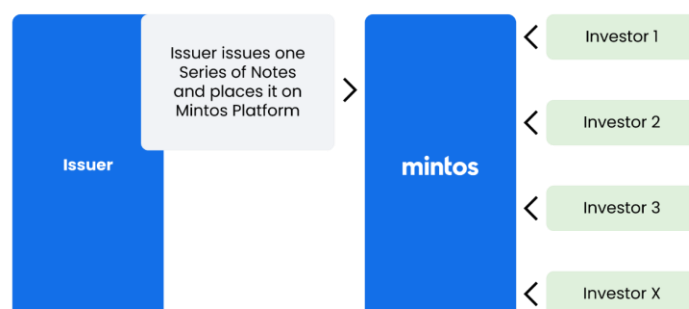 Issuer issues one
Series of Notes
and places it on
Mintos Platform
Issuer
mintos
Investor 1
Investor 2
Investor 3
Investor X